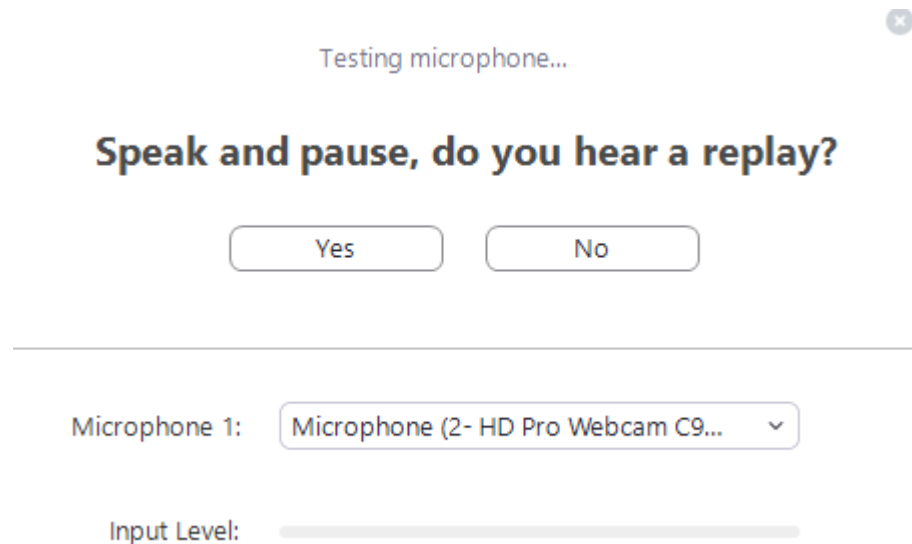 Testing microphone...
Speak and pause, do you hear a replay?
Yes No
Microphone 1: Microphone (2- HD Pro Webcam C9...
Input Level: